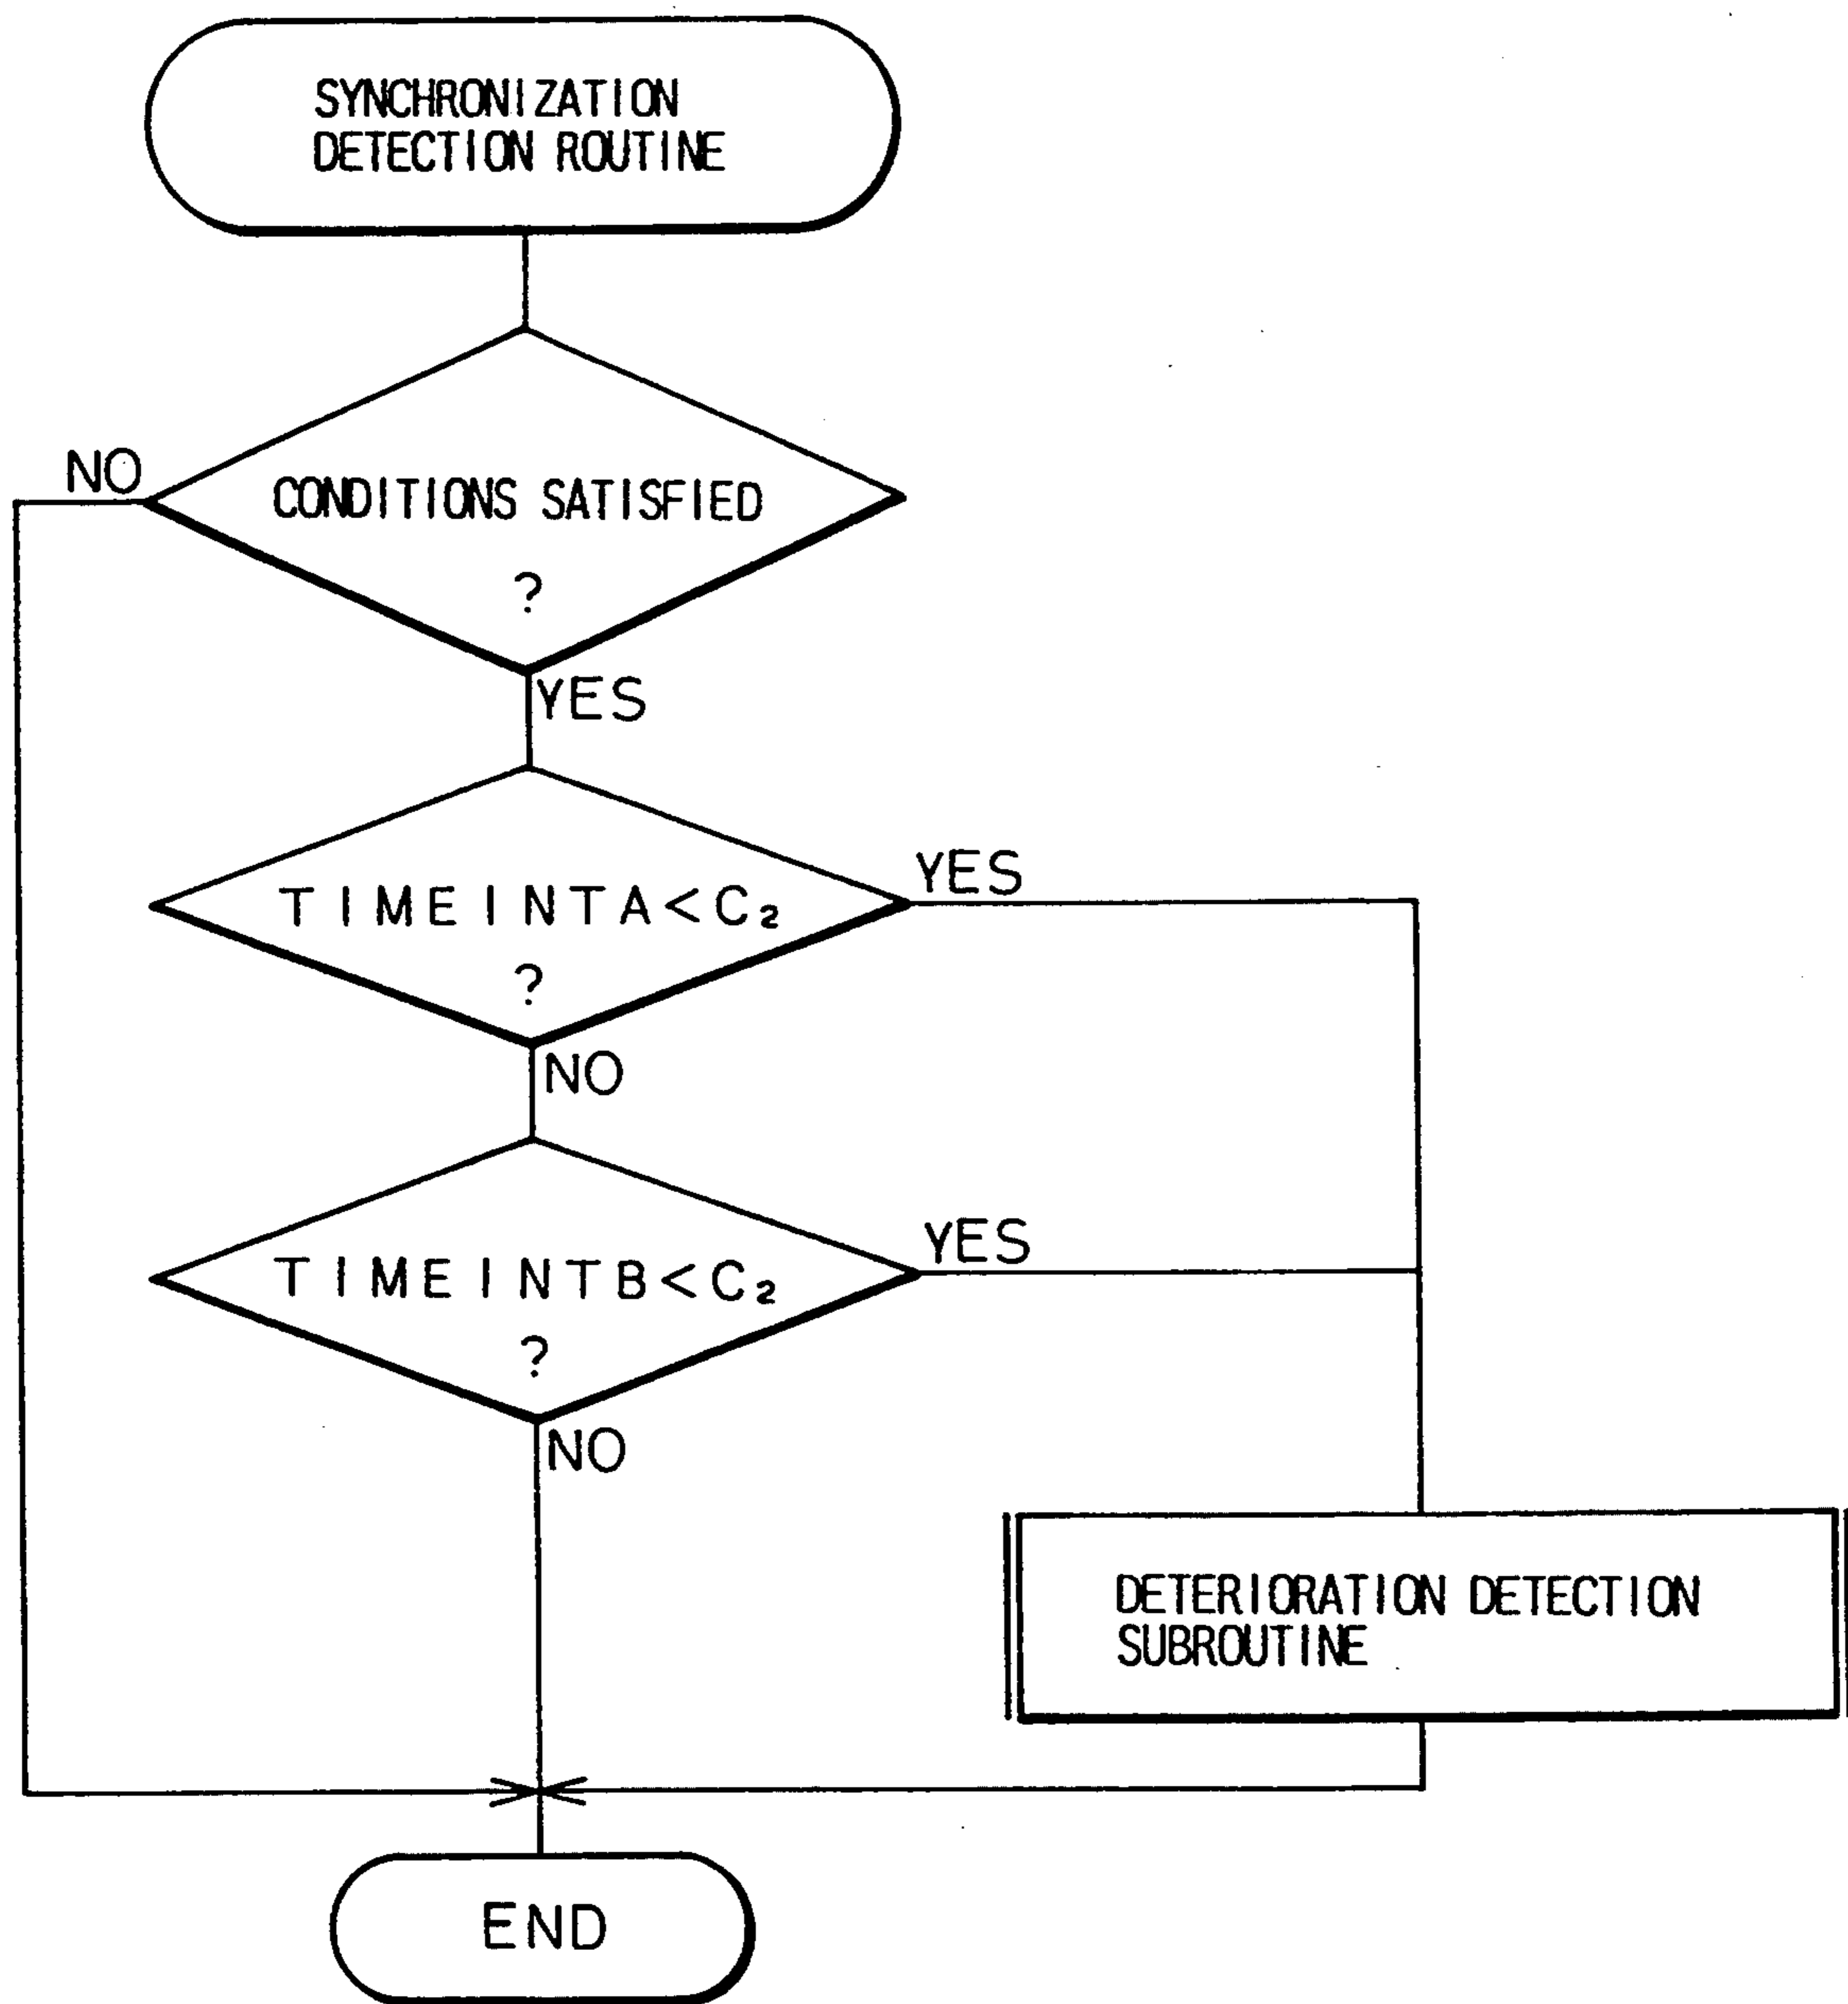 SYNCHRONIZATION
DETECTION ROUTINE
NO
CONDITIONS SATISFIED
?
YES
TIMEINTA<C₂
?
YES
NO
TIMEINTB<C₂
?
YES
NO
DETERIORATION DETECTION
SUBROUTINE
END